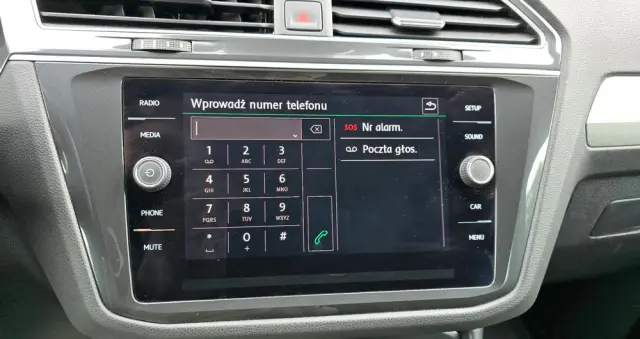 RADIO
MEDIA
PHONE
MUTE
Wprowadź numer telefonu
1
2 ABC
3 DEF
4 GHI
5 JKL
6 MNO
7 PQRS
8 TUV
9 WXYZ
*
0 +
#
SOS Nr alarm.
Poczta głos.
SETUP
SOUND
CAR
MENU